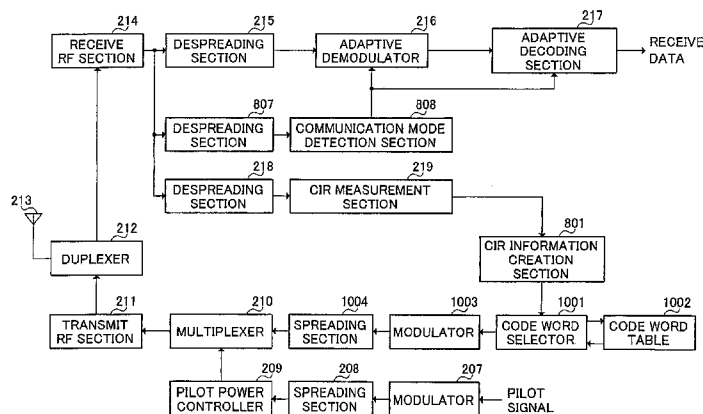 214
RECEIVE
RF SECTION
215
DESPREADING
SECTION
216
ADAPTIVE
DEMODULATOR
217
ADAPTIVE
DECODING
SECTION
RECEIVE
DATA
807
DESPREADING
SECTION
808
COMMUNICATION MODE
DETECTION SECTION
218
DESPREADING
SECTION
219
CIR MEASUREMENT
SECTION
213
212
DUPLEXER
801
CIR INFORMATION
CREATION
SECTION
211
TRANSMIT
RF SECTION
210
MULTIPLEXER
1004
SPREADING
SECTION
1003
MODULATOR
1001
CODE WORD
SELECTOR
1002
CODE WORD
TABLE
209
PILOT POWER
CONTROLLER
208
SPREADING
SECTION
207
MODULATOR
PILOT
SIGNAL